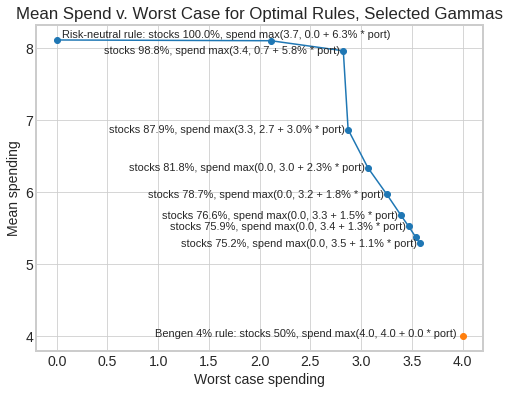 Mean Spend v. Worst Case for Optimal Rules, Selected Gammas
8
Risk-neutral rule: stocks 100.0%, spend max(3.7, 0.0 + 6.3% * port)
stocks 98.8%, spend max(3.4, 0.7 + 5.8% * port)
7
stocks 87.9%, spend max(3.3, 2.7 + 3.0% * port)
stocks 81.8%, spend max(0.0, 3.0 + 2.3% * port)
6
stocks 78.7%, spend max(0.0, 3.2 + 1.8% * port)
stocks 76.6%, spend max(0.0, 3.3 + 1.5% * port)
stocks 75.9%, spend max(0.0, 3.4 + 1.3% * port)
stocks 75.2%, spend max(0.0, 3.5 + 1.1% * port)
5
4
Bengen 4% rule: stocks 50%, spend max(4.0, 4.0 + 0.0 * port)
Mean spending
0.0 0.5 1.0 1.5 2.0 2.5 3.0 3.5 4.0
Worst case spending